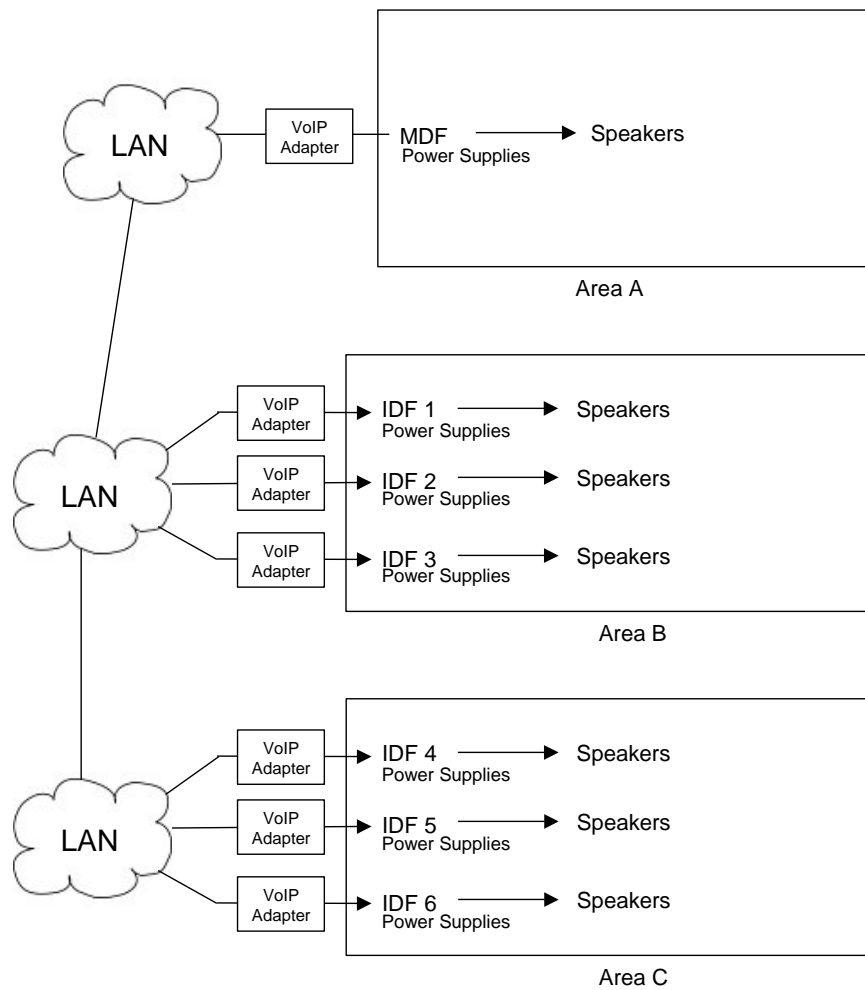 LAN
VoIP
Adapter
MDF
Power Supplies
Speakers
Area A
LAN
VoIP
Adapter
IDF 1
Power Supplies
Speakers
VoIP
Adapter
IDF 2
Power Supplies
Speakers
VoIP
Adapter
IDF 3
Power Supplies
Speakers
Area B
LAN
VoIP
Adapter
IDF 4
Power Supplies
Speakers
VoIP
Adapter
IDF 5
Power Supplies
Speakers
VoIP
Adapter
IDF 6
Power Supplies
Speakers
Area C